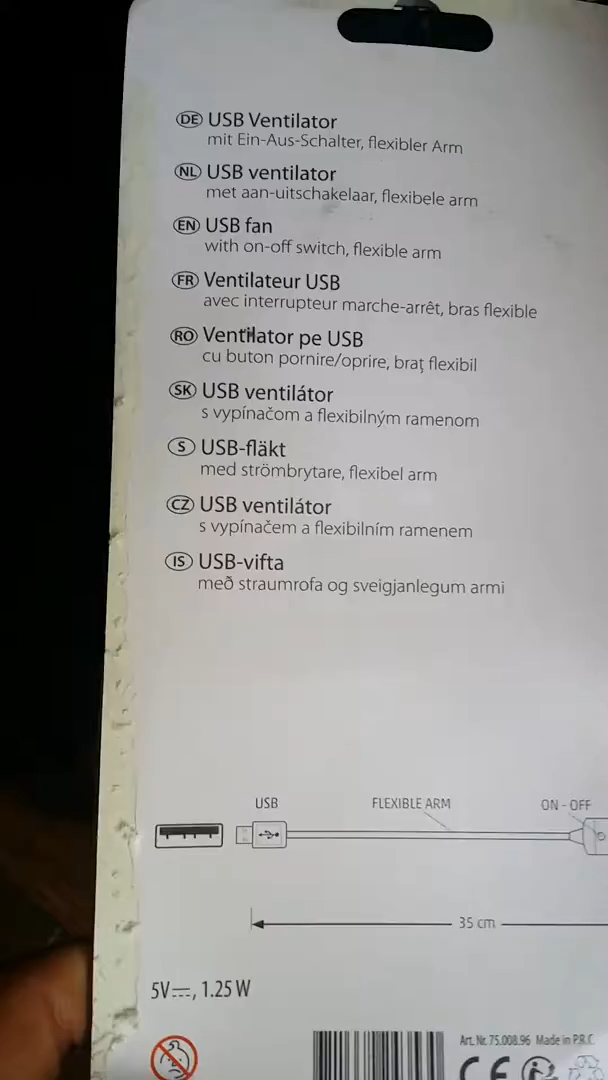 DE USB Ventilator
mit Ein-Aus-Schalter, flexibler Arm
NL USB ventilator
met aan-uitschakelaar, flexibele arm
EN USB fan
with on-off switch, flexible arm
FR Ventilateur USB
avec interrupteur marche-arrêt, bras flexible
RO Ventilator pe USB
cu buton pornire/oprire, braţ flexibil
SK USB ventilátor
s vypínačom a flexibilným ramenom
S USB-fläkt
med strömbrytare, flexibel arm
CZ USB ventilátor
s vypínačem a flexibilním ramenem
IS USB-vifta
með straumrofa og sveigjanlegum armi
USB FLEXIBLE ARM ON - OFF
35 cm
5V⎓, 1.25 W
Art. Nr. 75.008.96 Made in P.R.C.
CE